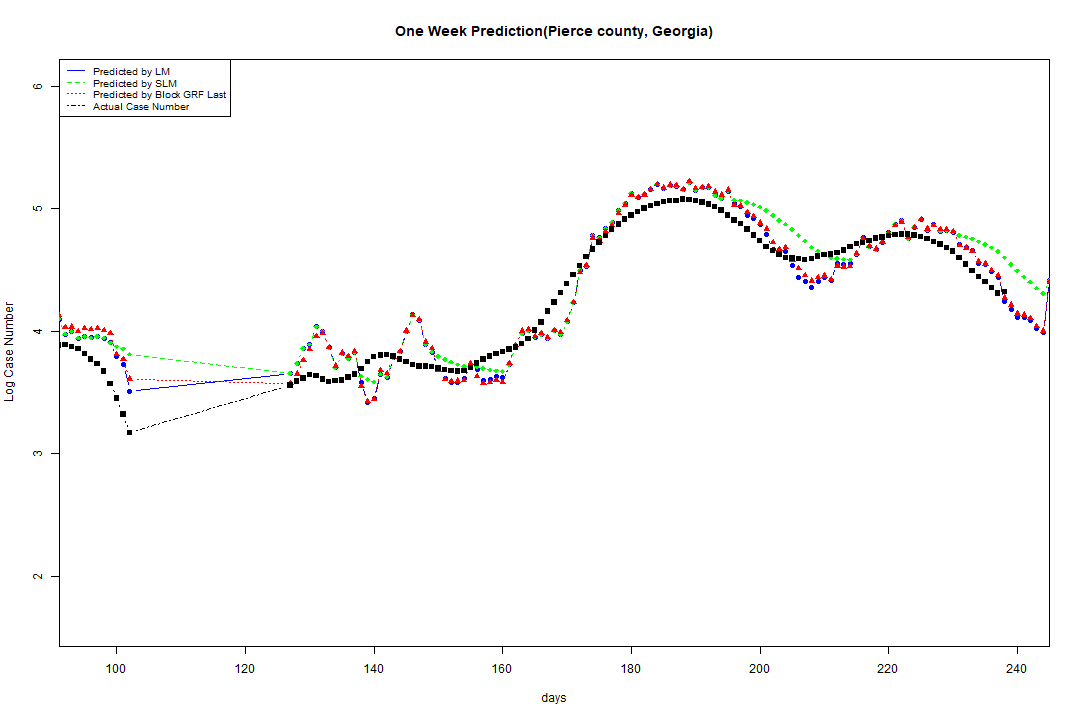 One Week Prediction(Pierce county, Georgia)
Predicted by LM
Predicted by SLM
Predicted by Block GRF Last
Actual Case Number
6
5
4
3
2
Log Case Number
100 120 140 160 180 200 220 240
days